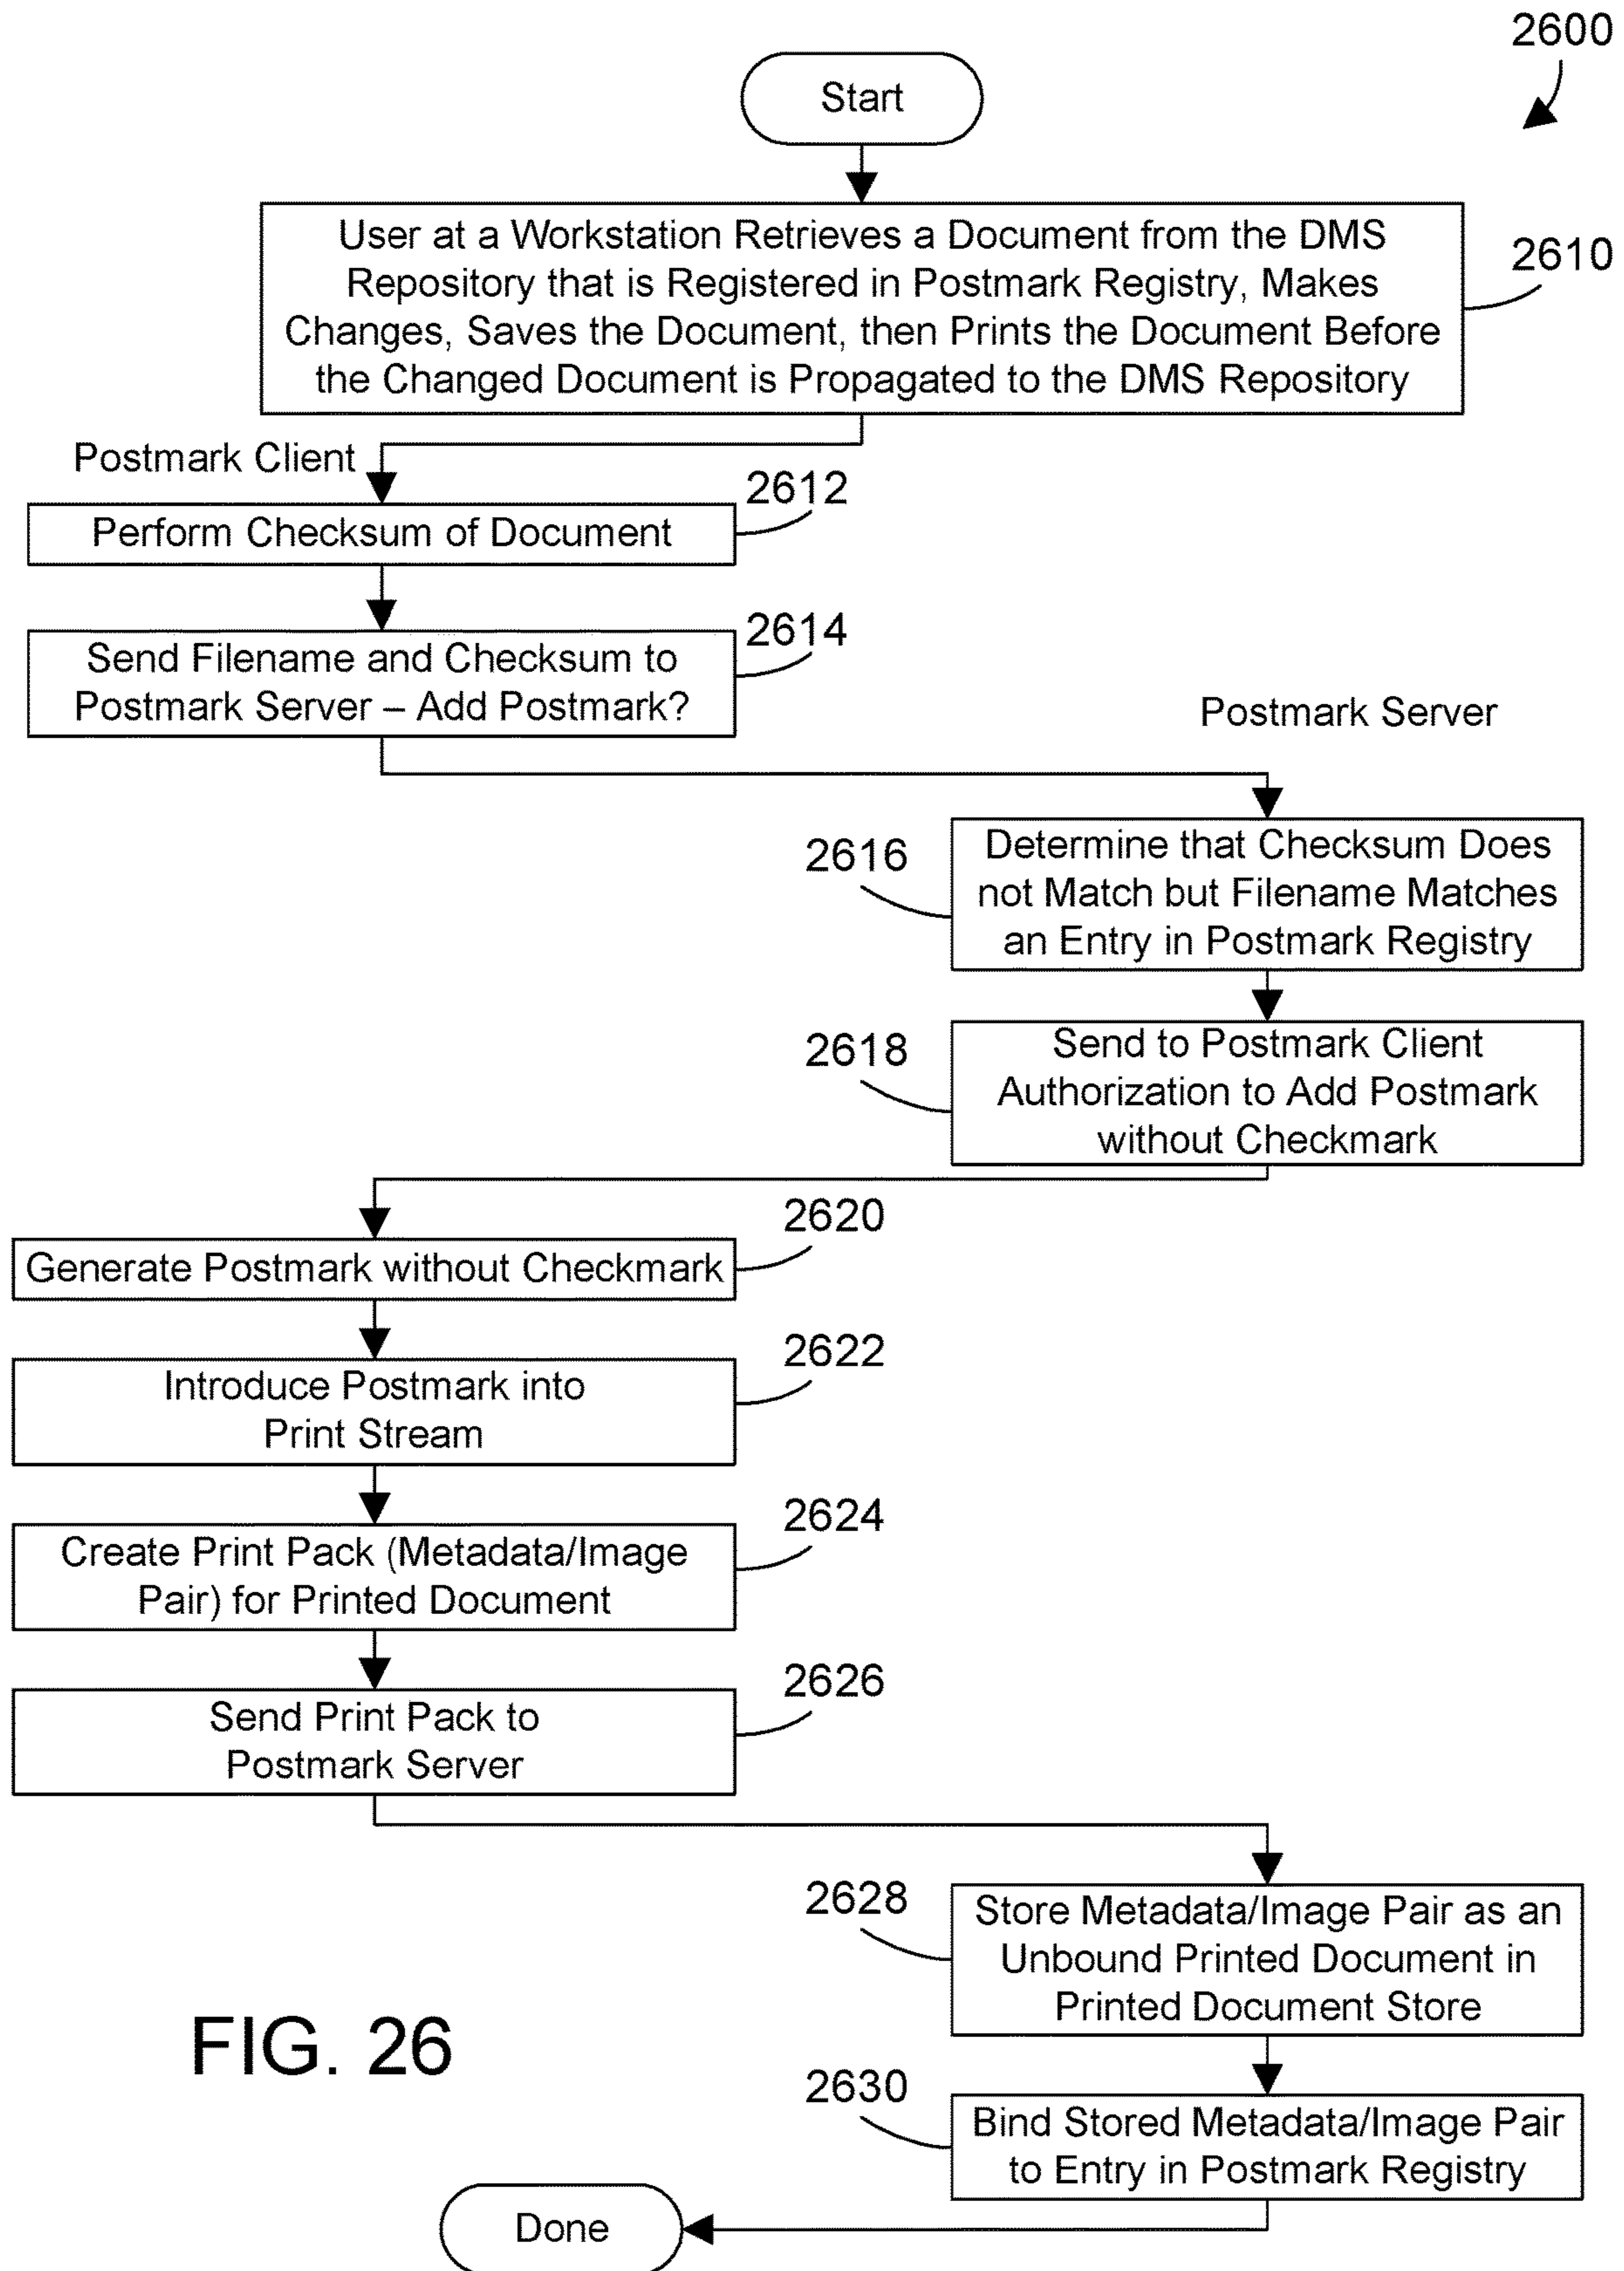 2600
Start
User at a Workstation Retrieves a Document from the DMS
Repository that is Registered in Postmark Registry, Makes
Changes, Saves the Document, then Prints the Document Before
the Changed Document is Propagated to the DMS Repository
2610
Postmark Client
2612
Perform Checksum of Document
2614
Send Filename and Checksum to
Postmark Server – Add Postmark?
Postmark Server
2616
Determine that Checksum Does
not Match but Filename Matches
an Entry in Postmark Registry
2618
Send to Postmark Client
Authorization to Add Postmark
without Checkmark
2620
Generate Postmark without Checkmark
2622
Introduce Postmark into
Print Stream
2624
Create Print Pack (Metadata/Image
Pair) for Printed Document
2626
Send Print Pack to
Postmark Server
2628
Store Metadata/Image Pair as an
Unbound Printed Document in
Printed Document Store
FIG. 26
2630
Bind Stored Metadata/Image Pair
to Entry in Postmark Registry
Done